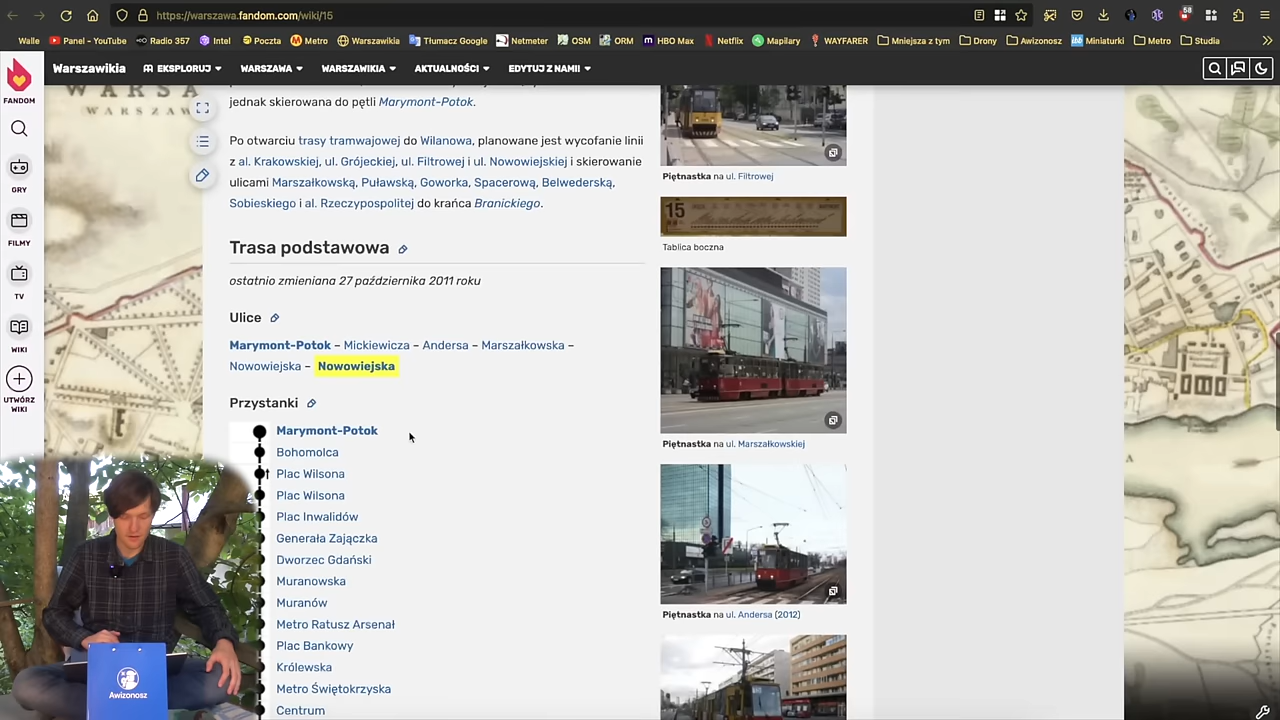 https://warszawa.fandom.com/wiki/15
58
Walle
Panel - YouTube
Radio 357
Intel
Poczta
Metro
Warszawikia
Tłumacz Google
Netmeter
OSM
ORM
HBO Max
Netflix
Mapilary
WAYFARER
Mniejsza z tym
Drony
Awizonosz
Miniaturki
Metro
Studia
Warszawikia
EKSPLORUJ
WARSZAWA
WARSZAWIKIA
AKTUALNOŚCI
EDYTUJ Z NAMI!
FANDOM
GRY
FILMY
TV
WIKI
UTWÓRZ
WIKI
WARSZA
jednak skierowana do pętli Marymont-Potok.
Po otwarciu trasy tramwajowej do Wilanowa, planowane jest wycofanie linii
z al. Krakowskiej, ul. Grójeckiej, ul. Filtrowej i ul. Nowowiejskiej i skierowanie
ulicami Marszałkowską, Puławską, Goworka, Spacerową, Belwederską,
Sobieskiego i al. Rzeczypospolitej do krańca Branickiego.
Trasa podstawowa
ostatnio zmieniana 27 października 2011 roku
Ulice
Marymont-Potok – Mickiewicza – Andersa – Marszałkowska –
Nowowiejska – Nowowiejska
Przystanki
Marymont-Potok
Bohomolca
Plac Wilsona
Plac Wilsona
Plac Inwalidów
Generała Zajączka
Dworzec Gdański
Muranowska
Muranów
Metro Ratusz Arsenał
Plac Bankowy
Królewska
Metro Świętokrzyska
Centrum
Piętnastka na ul. Filtrowej
15
Tablica boczna
Piętnastka na ul. Marszałkowskiej
Piętnastka na ul. Andersa (2012)
Awizonosz